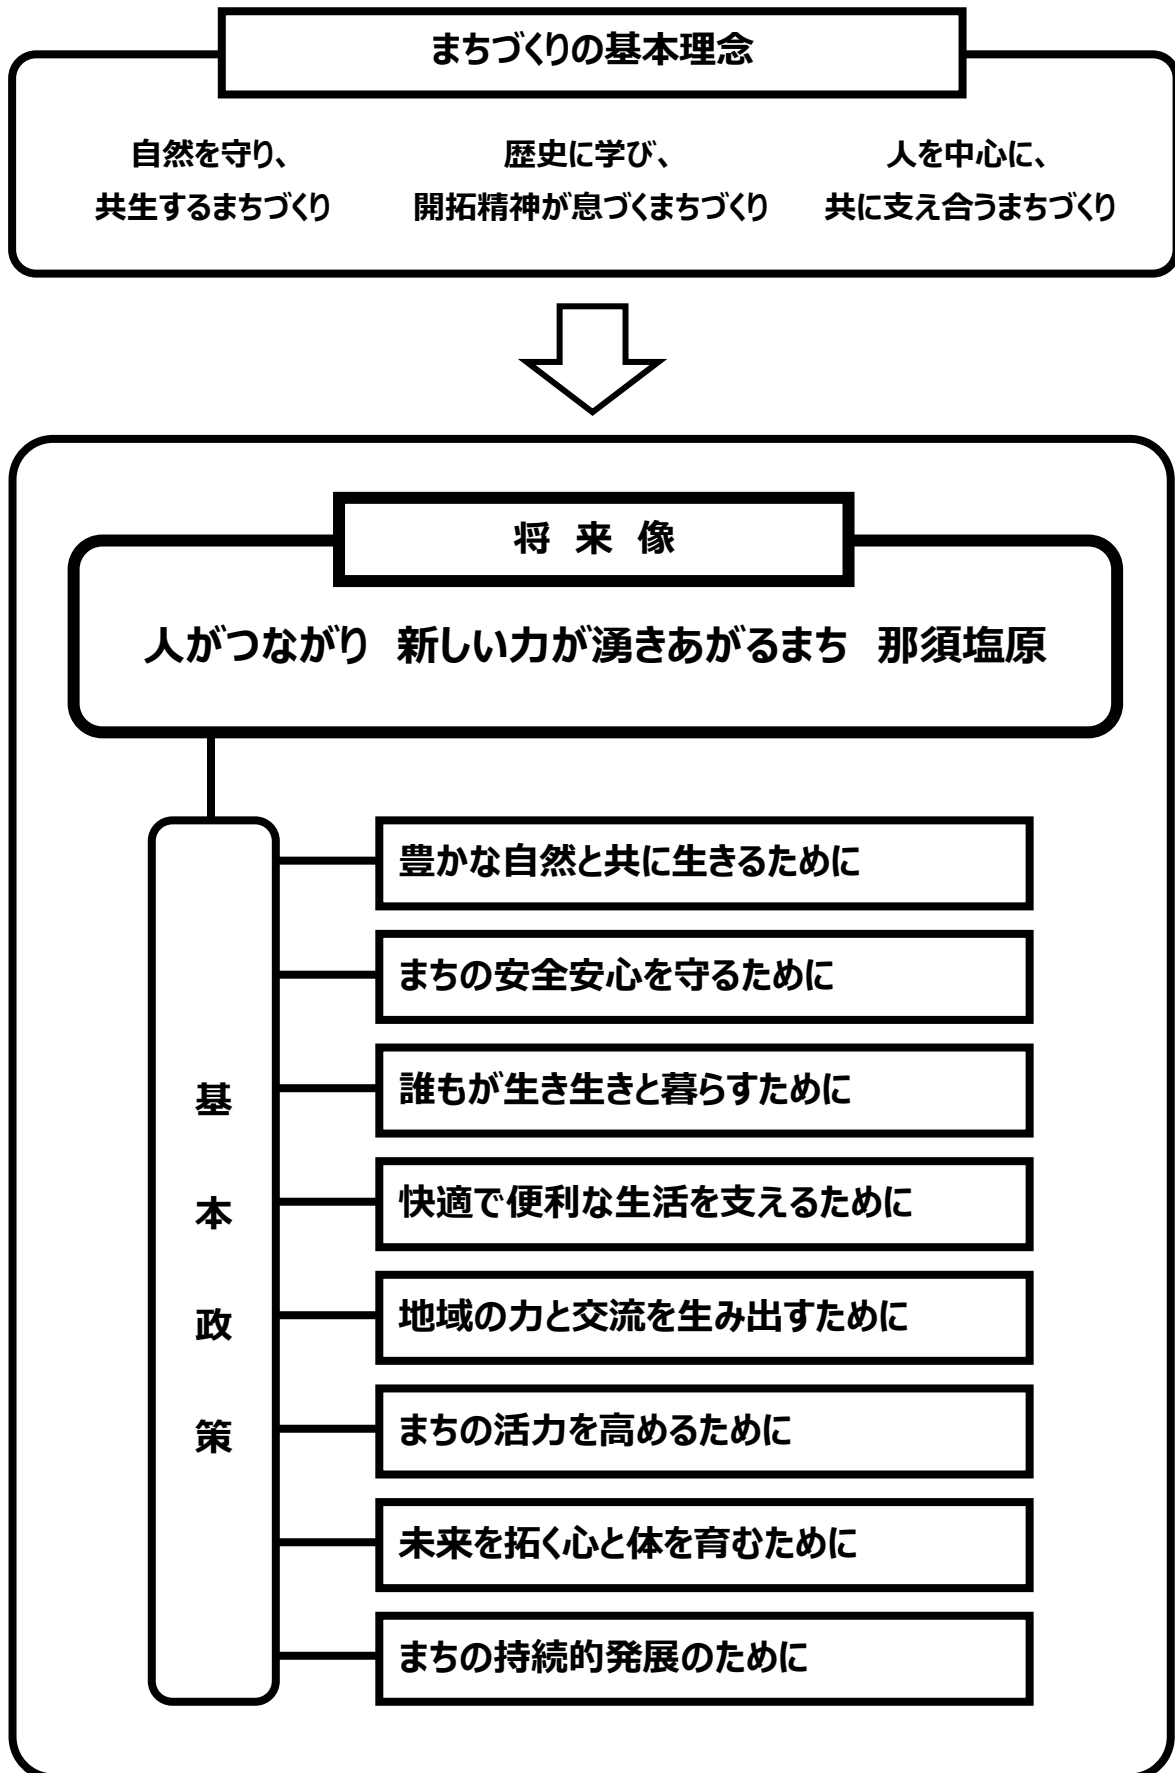 まちづくりの基本理念
自然を守り、
共生するまちづくり
歴史に学び、
開拓精神が息づくまちづくり
人を中心に、
共に支え合うまちづくり
将 来 像
人がつながり 新しい力が湧きあがるまち 那須塩原
基本政策
豊かな自然と共に生きるために
まちの安全安心を守るために
誰もが生き生きと暮らすために
快適で便利な生活を支えるために
地域の力と交流を生み出すために
まちの活力を高めるために
未来を拓く心と体を育むために
まちの持続的発展のために